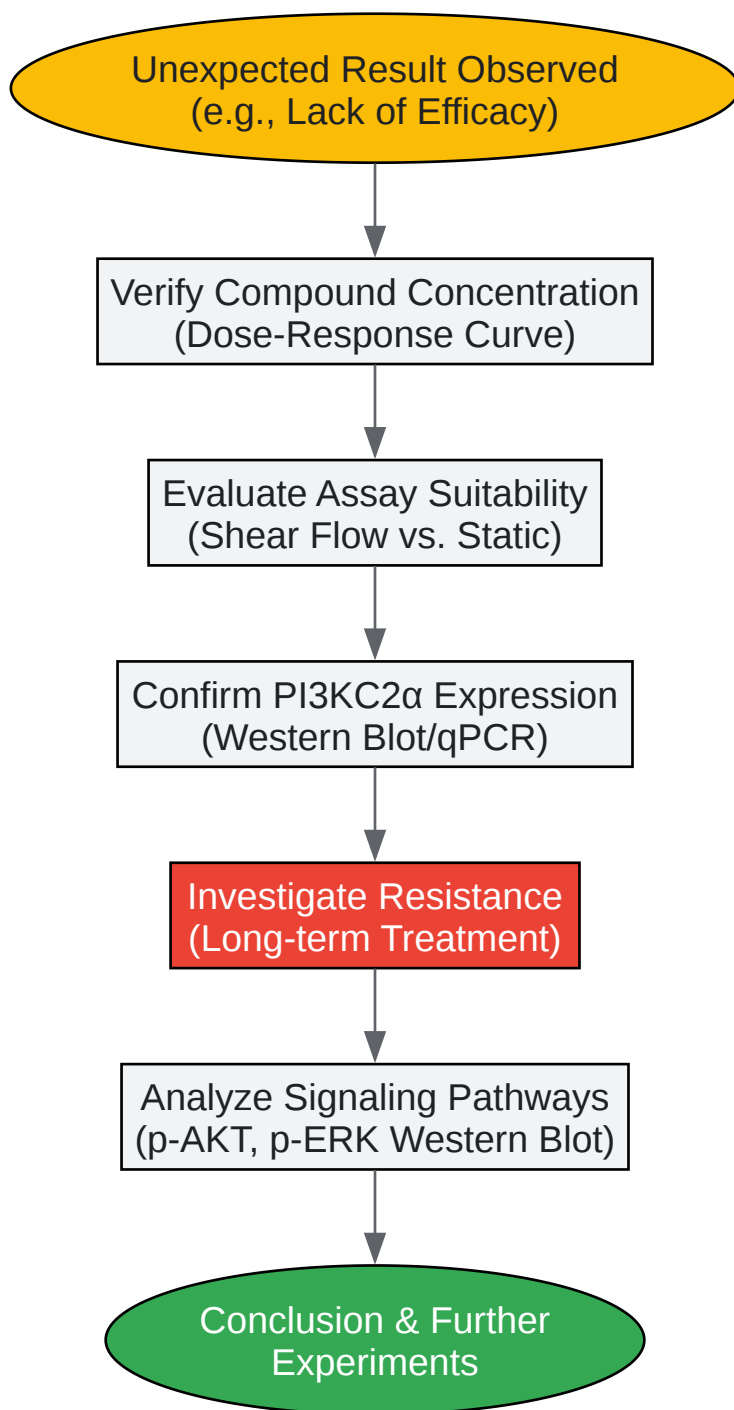 Unexpected Result Observed
(e.g., Lack of Efficacy)
Verify Compound Concentration
(Dose-Response Curve)
Evaluate Assay Suitability
(Shear Flow vs. Static)
Confirm PI3KC2α Expression
(Western Blot/qPCR)
Investigate Resistance
(Long-term Treatment)
Analyze Signaling Pathways
(p-AKT, p-ERK Western Blot)
Conclusion & Further
Experiments